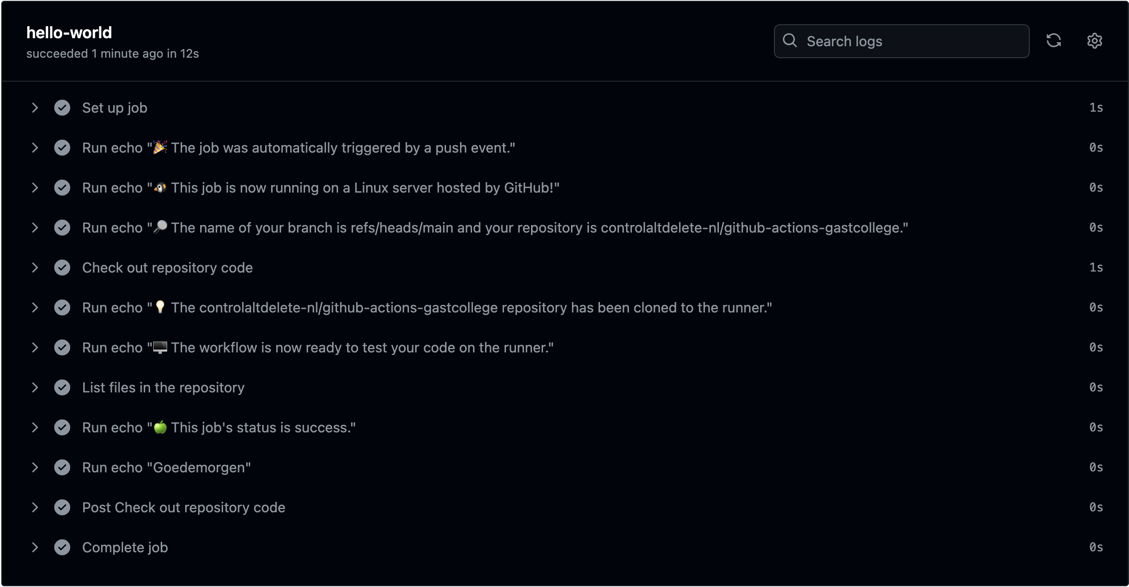 hello-world
succeeded 1 minute ago in 12s
Search logs
Set up job 1s
Run echo "🎉 The job was automatically triggered by a push event." 0s
Run echo "🐧 This job is now running on a Linux server hosted by GitHub!" 0s
Run echo "🔎 The name of your branch is refs/heads/main and your repository is controlaltdelete-nl/github-actions-gastcollege." 0s
Check out repository code 1s
Run echo "💡 The controlaltdelete-nl/github-actions-gastcollege repository has been cloned to the runner." 0s
Run echo "🖥️ The workflow is now ready to test your code on the runner." 0s
List files in the repository 0s
Run echo "🍏 This job's status is success." 0s
Run echo "Goedemorgen" 0s
Post Check out repository code 0s
Complete job 0s